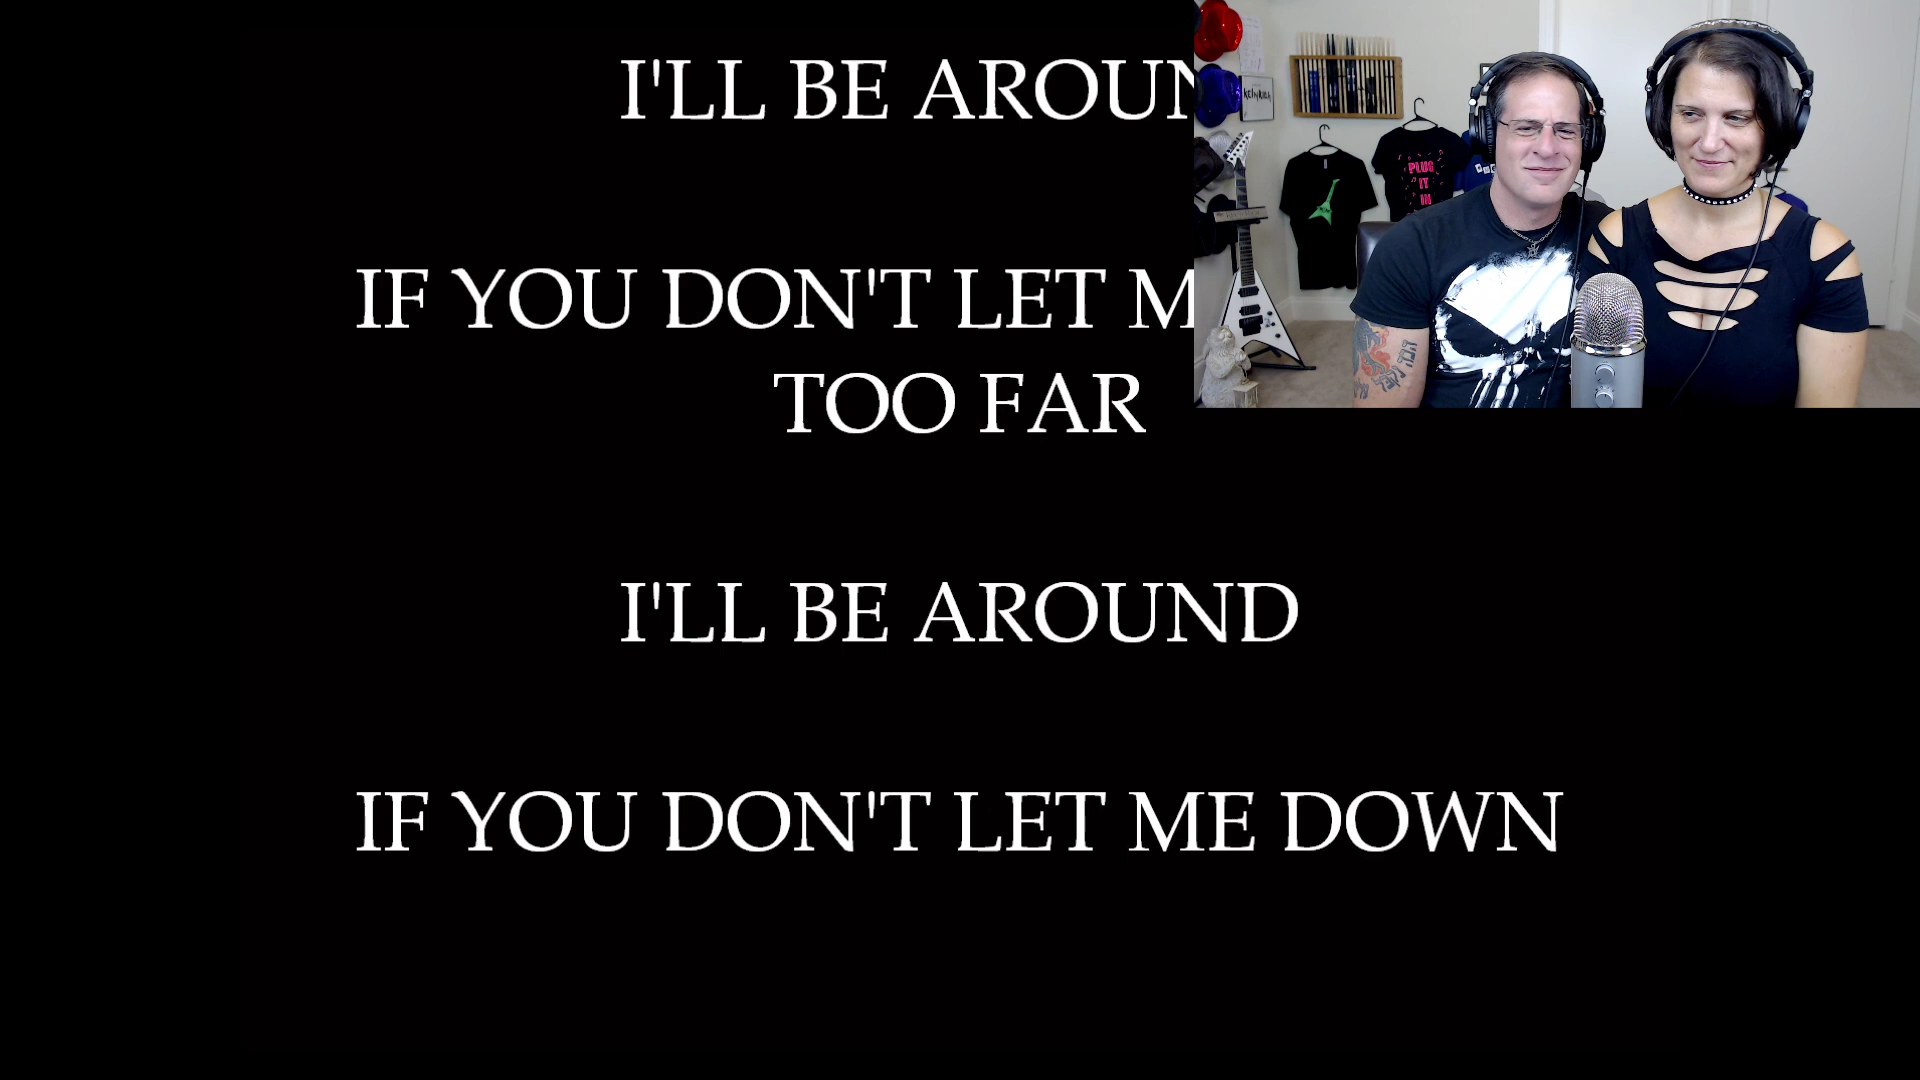 I'LL BE AROUN
IF YOU DON'T LET M
TOO FAR
I'LL BE AROUND
IF YOU DON'T LET ME DOWN
PLUG
IT
IN